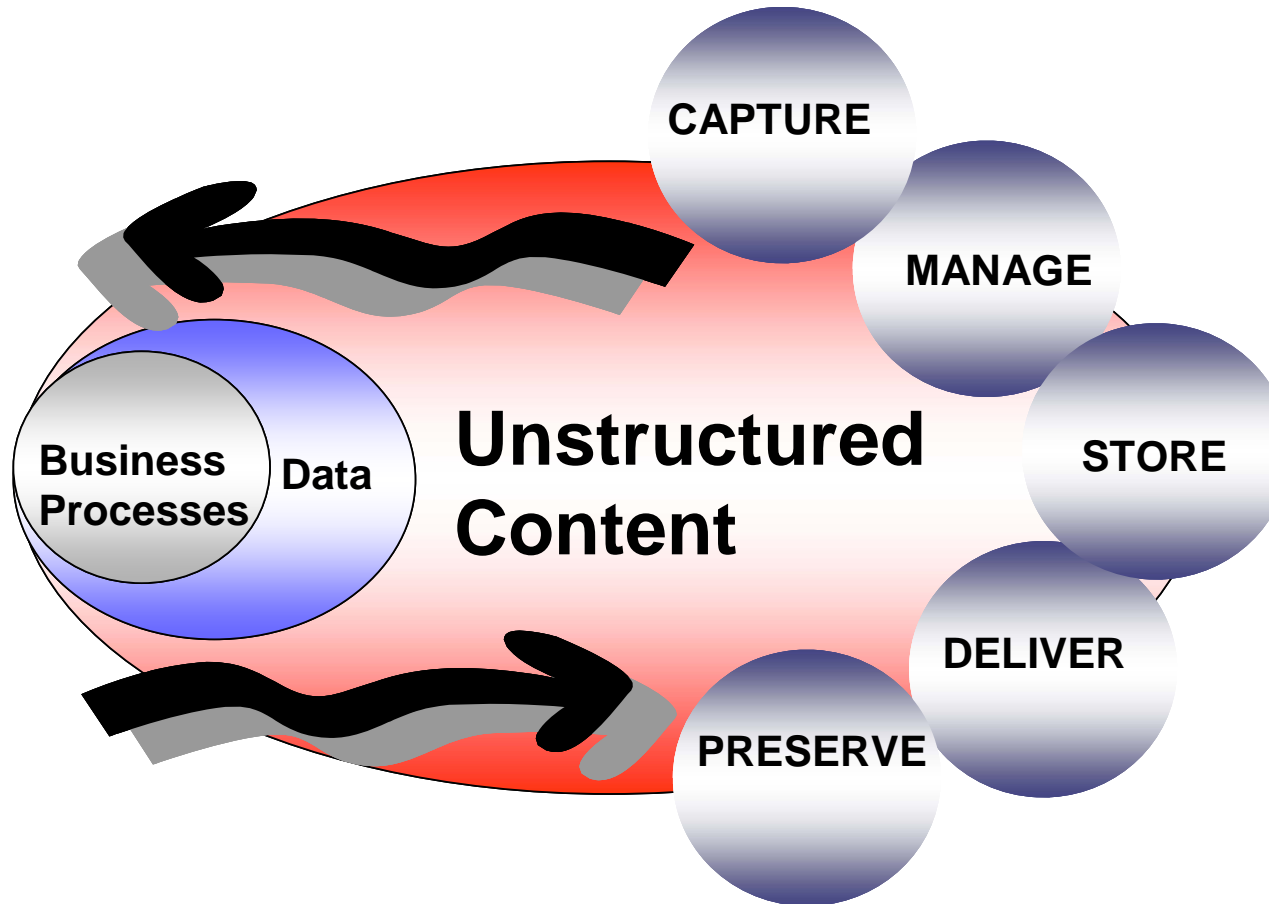 CAPTURE
MANAGE
STORE
DELIVER
PRESERVE
Unstructured
Content
Business
Processes
Data